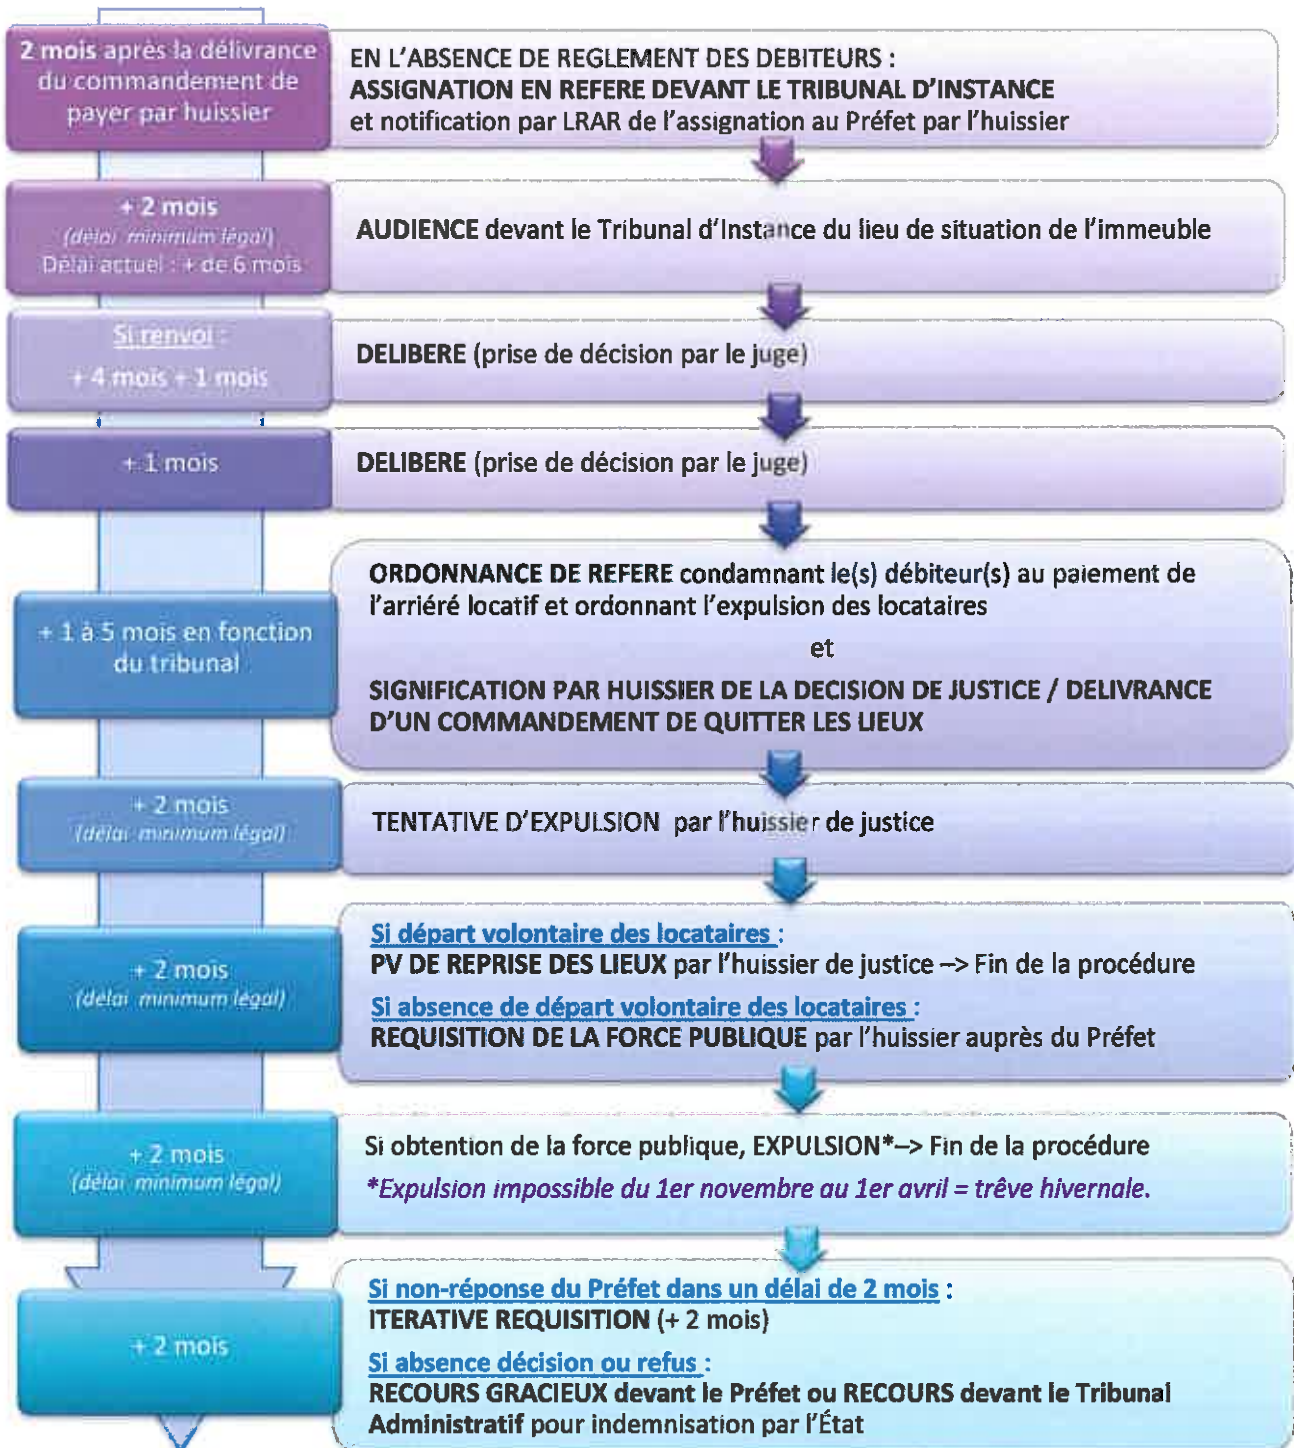 2 mois après la délivrance
du commandement de
payer par huissier
EN L'ABSENCE DE REGLEMENT DES DEBITEURS :
ASSIGNATION EN REFERE DEVANT LE TRIBUNAL D'INSTANCE
et notification par LRAR de l'assignation au Préfet par l'huissier
+ 2 mois
(délai minimum légal)
Délai actuel : + de 6 mois
AUDIENCE devant le Tribunal d'Instance du lieu de situation de l'immeuble
Si renvoi :
+ 4 mois + 1 mois
DELIBERE (prise de décision par le juge)
+ 1 mois
DELIBERE (prise de décision par le juge)
+ 1 à 5 mois en fonction
du tribunal
ORDONNANCE DE REFERE condamnant le(s) débiteur(s) au paiement de
l'arriéré locatif et ordonnant l'expulsion des locataires
et
SIGNIFICATION PAR HUISSIER DE LA DECISION DE JUSTICE / DELIVRANCE
D'UN COMMANDEMENT DE QUITTER LES LIEUX
+ 2 mois
(délai minimum légal)
TENTATIVE D'EXPULSION par l'huissier de justice
+ 2 mois
(délai minimum légal)
Si départ volontaire des locataires :
PV DE REPRISE DES LIEUX par l'huissier de justice –> Fin de la procédure
Si absence de départ volontaire des locataires :
REQUISITION DE LA FORCE PUBLIQUE par l'huissier auprès du Préfet
+ 2 mois
(délai minimum légal)
Si obtention de la force publique, EXPULSION*–> Fin de la procédure
*Expulsion impossible du 1er novembre au 1er avril = trêve hivernale.
+ 2 mois
Si non-réponse du Préfet dans un délai de 2 mois :
ITERATIVE REQUISITION (+ 2 mois)
Si absence décision ou refus :
RECOURS GRACIEUX devant le Préfet ou RECOURS devant le Tribunal
Administratif pour indemnisation par l'État